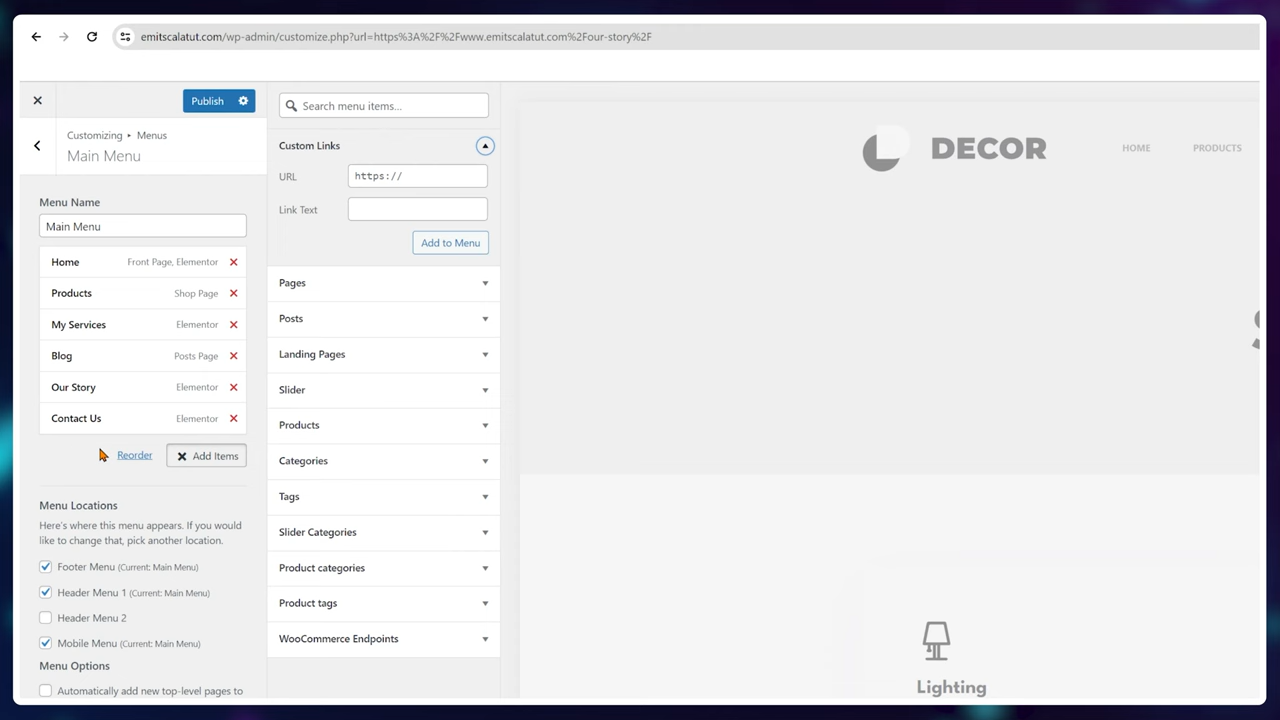 emitscalatut.com/wp-admin/customize.php?url=https%3A%2F%2Fwww.emitscalatut.com%2Four-story%2F
Publish
Customizing ▸ Menus
Main Menu
Menu Name
Main Menu
Home Front Page, Elementor
Products Shop Page
My Services Elementor
Blog Posts Page
Our Story Elementor
Contact Us Elementor
Reorder Add Items
Menu Locations
Here's where this menu appears. If you would
like to change that, pick another location.
Footer Menu (Current: Main Menu)
Header Menu 1 (Current: Main Menu)
Header Menu 2
Mobile Menu (Current: Main Menu)
Menu Options
Automatically add new top-level pages to
Search menu items...
Custom Links
URL https://
Link Text
Add to Menu
Pages
Posts
Landing Pages
Slider
Products
Categories
Tags
Slider Categories
Product categories
Product tags
WooCommerce Endpoints
DECOR HOME PRODUCTS
Lighting